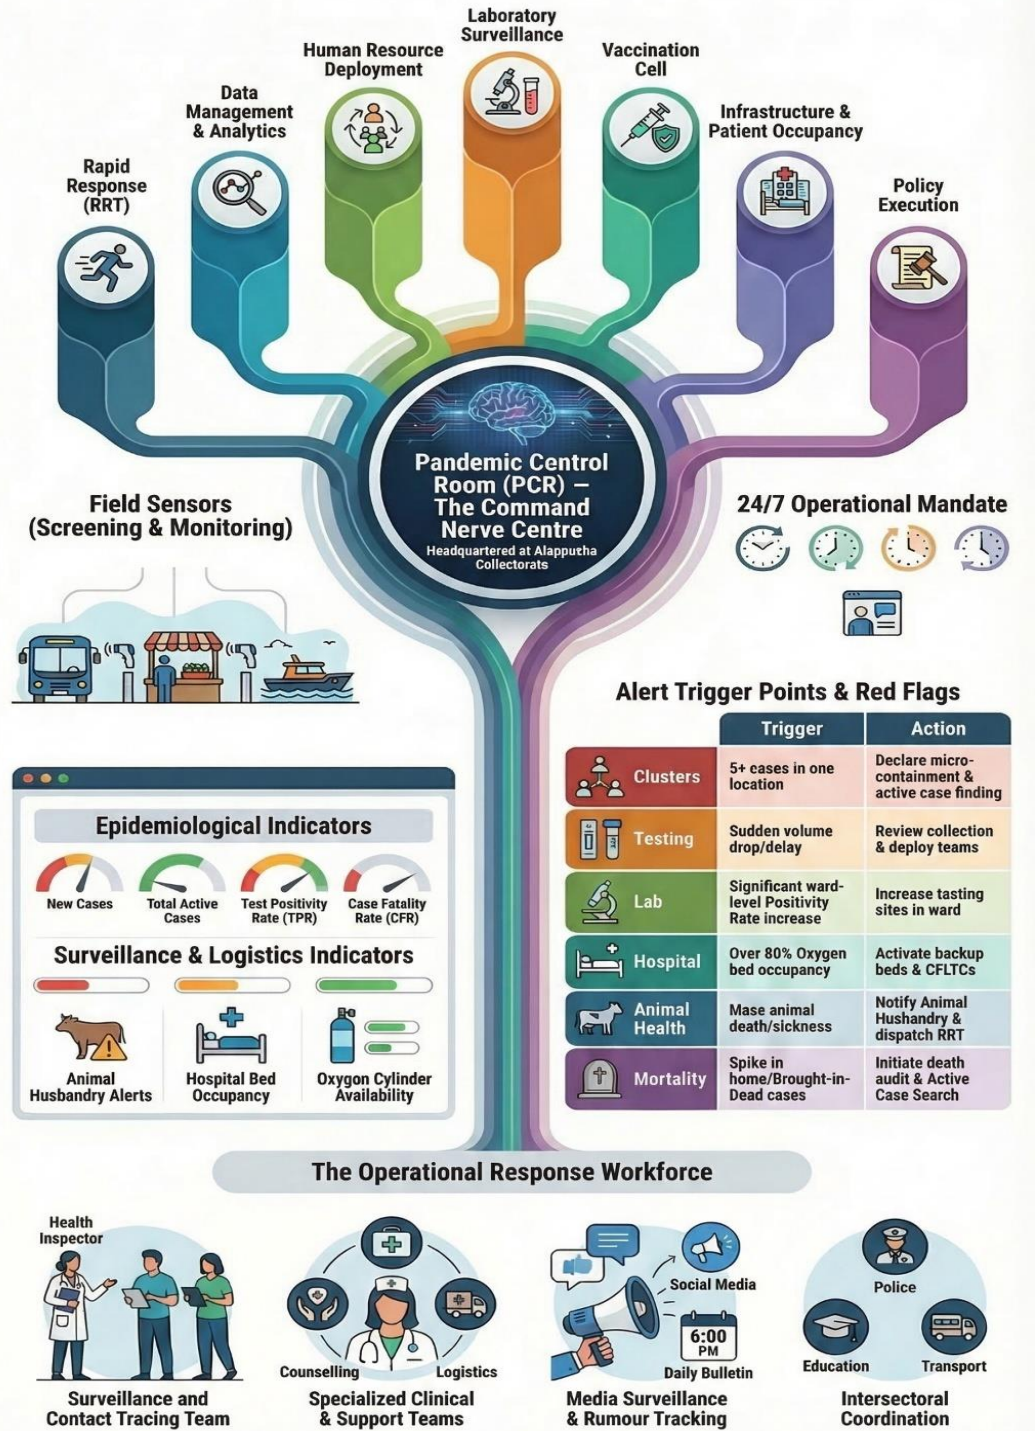 Laboratory
Surveillance
Human Resource
Deployment
Vaccination
Cell
Data
Management
& Analytics
Infrastructure &
Patient Occupancy
Rapid
Response
(RRT)
Policy
Execution
Pandemic Control
Room (PCR) –
The Command
Nerve Centre
Headquartered at Alapputha
Collectorats
Field Sensors
(Screening & Monitoring)
24/7 Operational Mandate
Alert Trigger Points & Red Flags
Trigger
Action
Clusters
5+ cases in one
location
Declare micro-
containment &
active case finding
Testing
Sudden volume
drop/delay
Review collection
& deploy teams
Lab
Significant ward-
level Positivity
Rate increase
Increase tasting
sites in ward
Hospital
Over 80% Oxygen
bed occupancy
Activate backup
beds & CFLTCs
Animal
Health
Mase animal
death/sickness
Notify Animal
Hushandry &
dispatch RRT
Mortality
Spike in
home/Brought-in-
Dead cases
Initiate death
audit & Active
Case Search
Epidemiological Indicators
New Cases
Total Active
Cases
Test Positivity
Rate (TPR)
Case Fatality
Rate (CFR)
Surveillance & Logistics Indicators
Animal
Husbandry Alerts
Hospital Bed
Occupancy
Oxygon Cylinder
Availability
The Operational Response Workforce
Health
Inspector
Surveillance and
Contact Tracing Team
Counselling
Logistics
Specialized Clinical
& Support Teams
Social Media
6:00
PM
Daily Bulletin
Media Surveillance
& Rumour Tracking
Police
Education
Transport
Intersectoral
Coordination